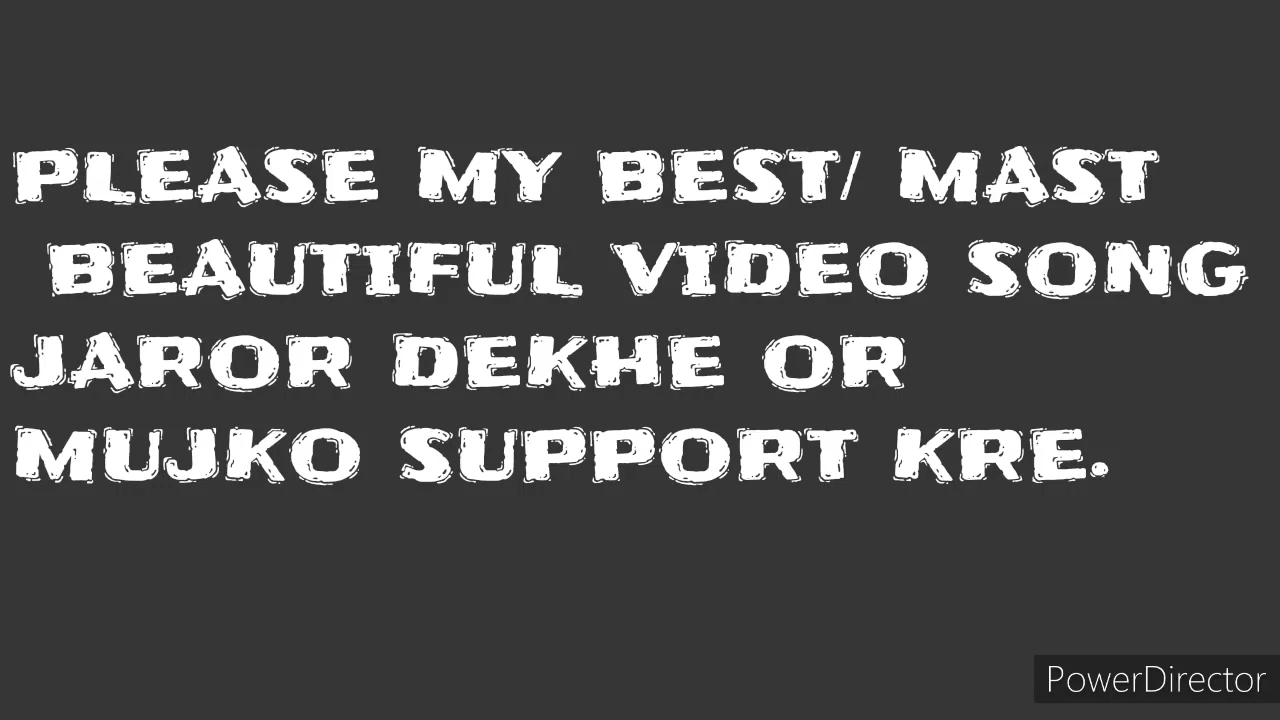 PLEASE MY BEST/ MAST
BEAUTIFUL VIDEO SONG
JAROR DEKHE OR
MUJKO SUPPORT KRE.
PowerDirector